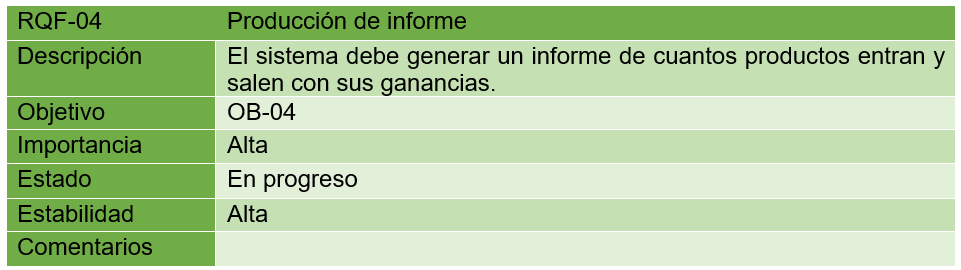 RQF-04 Producción de informe
Descripción El sistema debe generar un informe de cuantos productos entran y
salen con sus ganancias.
Objetivo OB-04
Importancia Alta
Estado En progreso
Estabilidad Alta
Comentarios